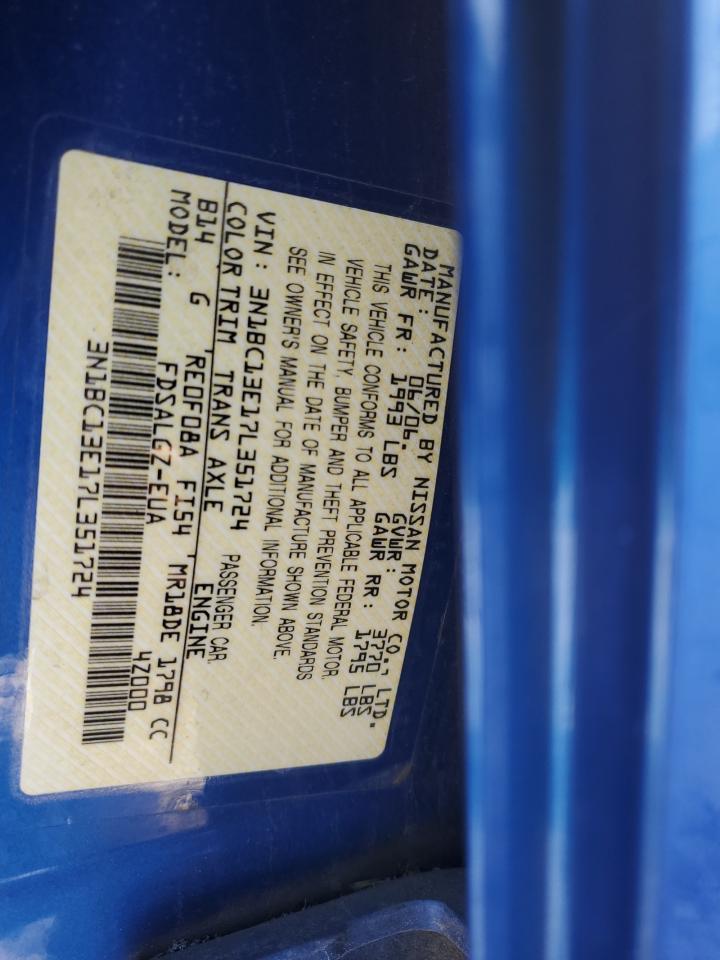 MANUFACTURED BY NISSAN MOTOR CO., LTD.
DATE: 06/06. GVWR: 3770 LBS
GAWR FR: 1993 LBS GAWR RR: 1795 LBS
THIS VEHICLE CONFORMS TO ALL APPLICABLE FEDERAL MOTOR
VEHICLE SAFETY, BUMPER AND THEFT PREVENTION STANDARDS
IN EFFECT ON THE DATE OF MANUFACTURE SHOWN ABOVE.
SEE OWNER'S MANUAL FOR ADDITIONAL INFORMATION.
VIN: 3N1BC13E17L351724 PASSENGER CAR
COLOR TRIM TRANS AXLE ENGINE
B14 G RE0F08A FI54 MR18DE 1798 CC
MODEL: FDSALGZ-EUA 4Z000
3N1BC13E17L351724